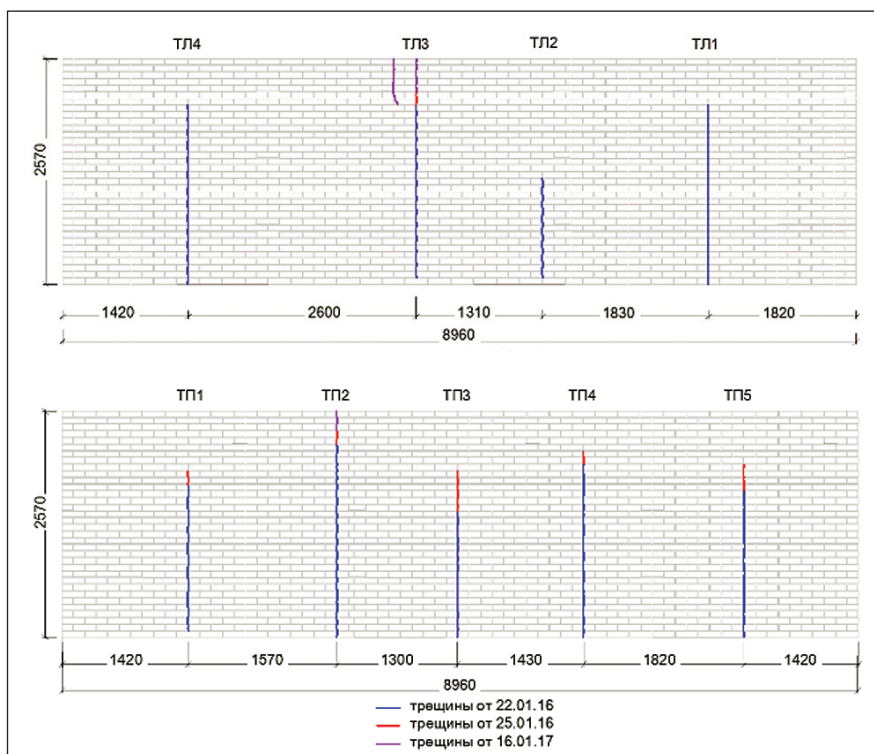 ТЛ4 ТЛ3 ТЛ2 ТЛ1
2570
1420 2600 1310 1830 1820
8960
ТП1 ТП2 ТП3 ТП4 ТП5
2570
1420 1570 1300 1430 1820 1420
8960
трещины от 22.01.16
трещины от 25.01.16
трещины от 16.01.17